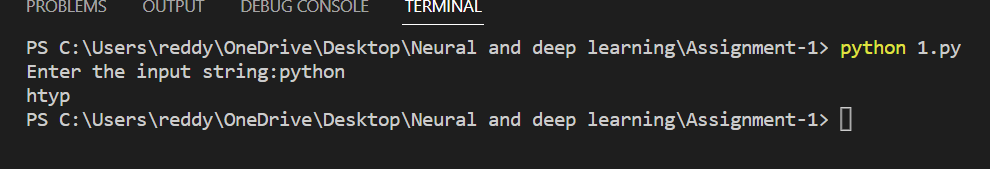 PROBLEMS OUTPUT DEBUG CONSOLE TERMINAL
PS C:\Users\reddy\OneDrive\Desktop\Neural and deep learning\Assignment-1> python 1.py
Enter the input string:python
htyp
PS C:\Users\reddy\OneDrive\Desktop\Neural and deep learning\Assignment-1>